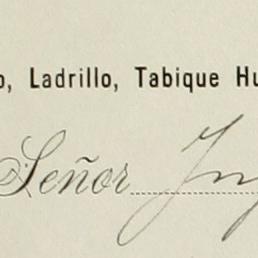 o, Ladrillo, Tabique Hu
Señor